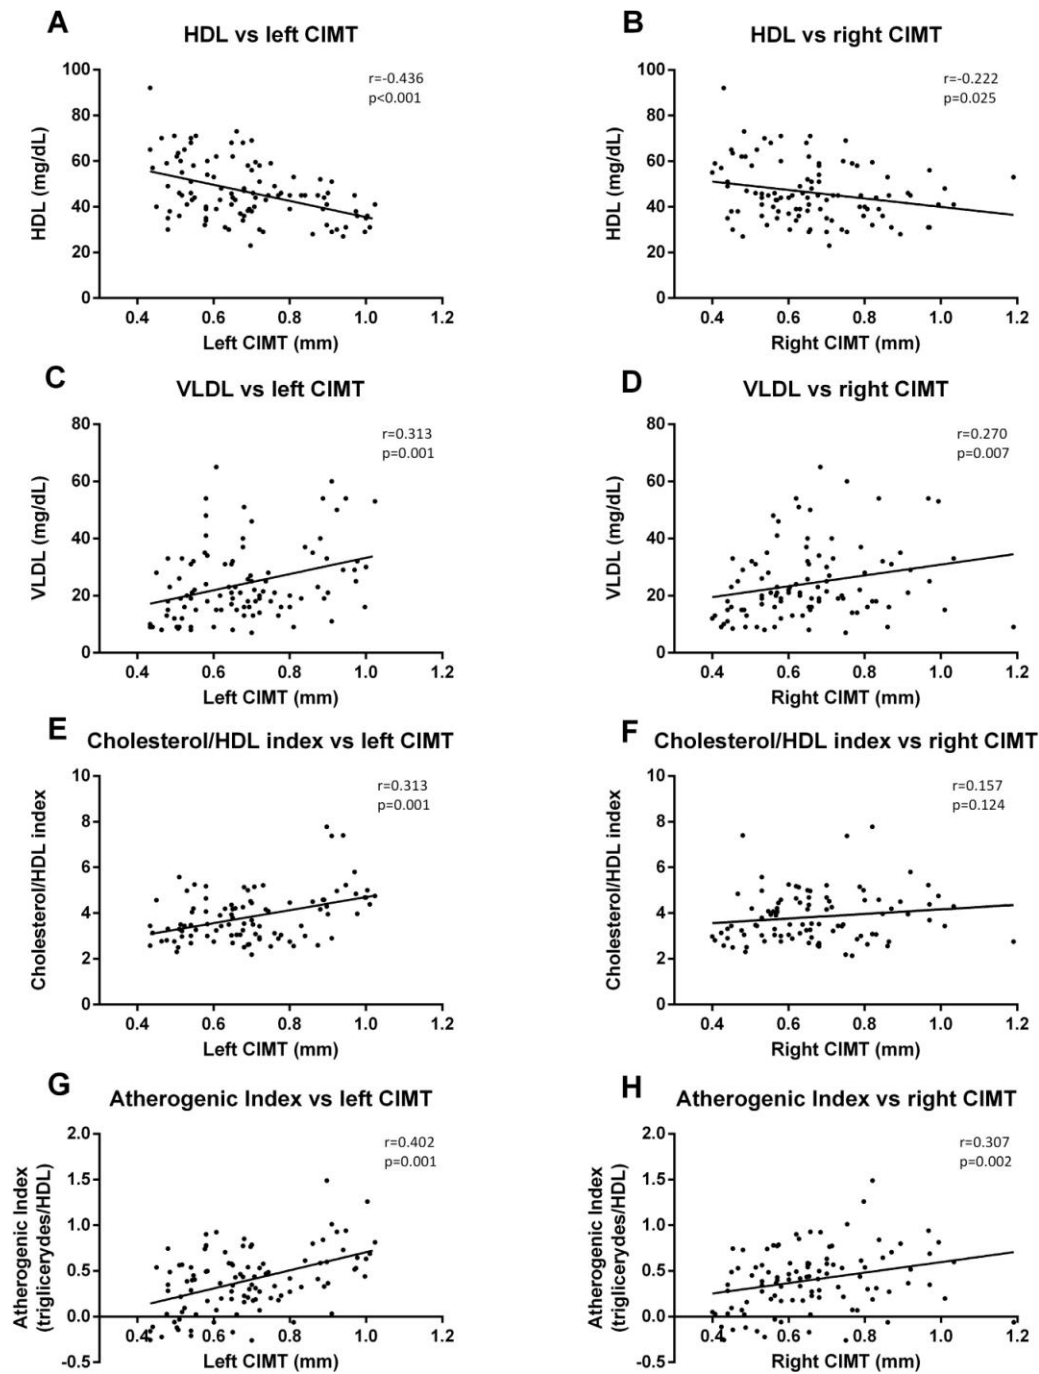 A
HDL vs left CIMT
r=-0.436
p<0.001
HDL (mg/dL)
100
80
60
40
20
0
0.4 0.6 0.8 1.0 1.2
Left CIMT (mm)
B
HDL vs right CIMT
r=-0.222
p=0.025
HDL (mg/dL)
100
80
60
40
20
0
0.4 0.6 0.8 1.0 1.2
Right CIMT (mm)
C
VLDL vs left CIMT
r=0.313
p=0.001
VLDL (mg/dL)
80
60
40
20
0
0.4 0.6 0.8 1.0 1.2
Left CIMT (mm)
D
VLDL vs right CIMT
r=0.270
p=0.007
VLDL (mg/dL)
80
60
40
20
0
0.4 0.6 0.8 1.0 1.2
Right CIMT (mm)
E
Cholesterol/HDL index vs left CIMT
r=0.313
p=0.001
Cholesterol/HDL index
10
8
6
4
2
0
0.4 0.6 0.8 1.0 1.2
Left CIMT (mm)
F
Cholesterol/HDL index vs right CIMT
r=0.157
p=0.124
Cholesterol/HDL index
10
8
6
4
2
0
0.4 0.6 0.8 1.0 1.2
Right CIMT (mm)
G
Atherogenic Index vs left CIMT
r=0.402
p=0.001
Atherogenic Index
(triglicerydes/HDL)
2.0
1.5
1.0
0.5
0.0
-0.5
0.4 0.6 0.8 1.0 1.2
Left CIMT (mm)
H
Atherogenic Index vs right CIMT
r=0.307
p=0.002
Atherogenic Index
(triglicerydes/HDL)
2.0
1.5
1.0
0.5
0.0
-0.5
0.4 0.6 0.8 1.0 1.2
Right CIMT (mm)